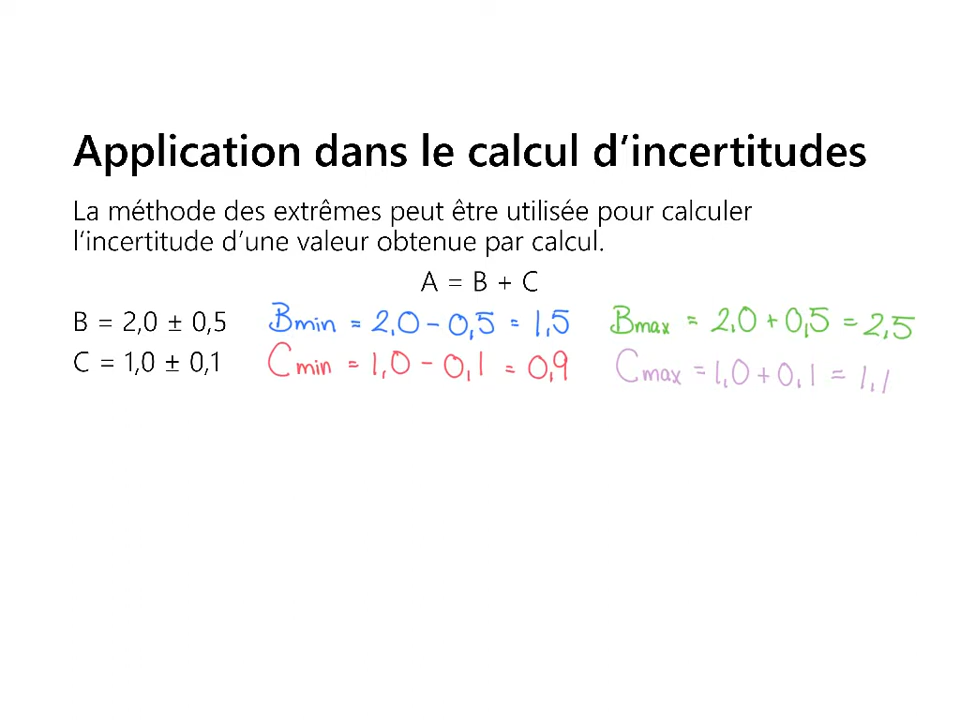 Application dans le calcul d’incertitudes
La méthode des extrêmes peut être utilisée pour calculer
l’incertitude d’une valeur obtenue par calcul.
A = B + C
B = 2,0 ± 0,5 Bmin = 2,0 - 0,5 = 1,5 Bmax = 2,0 + 0,5 = 2,5
C = 1,0 ± 0,1 Cmin = 1,0 - 0,1 = 0,9 Cmax = 1,0 + 0,1 = 1,1